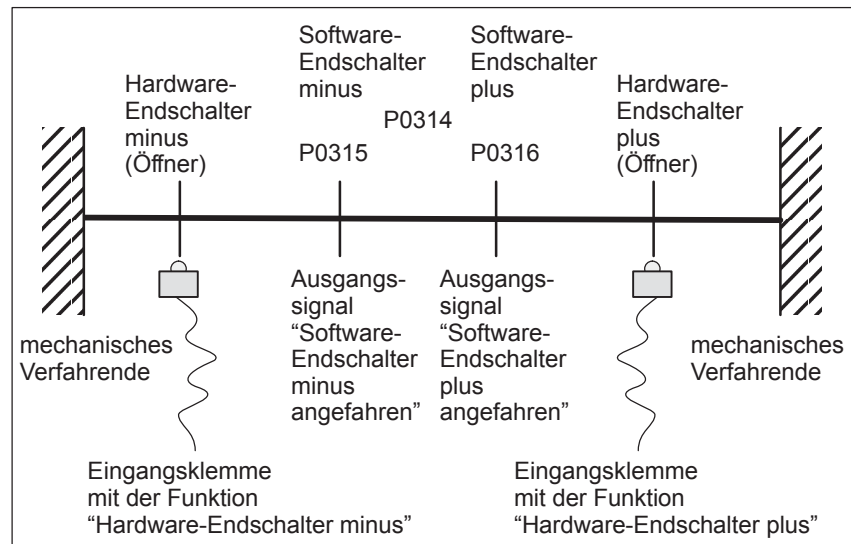 Hardware-
Endschalter
minus
(Öffner)
Software-
Endschalter
minus
P0315
P0314
Software-
Endschalter
plus
P0316
Hardware-
Endschalter
plus
(Öffner)
mechanisches
Verfahrende
Ausgangs-
signal
“Software-
Endschalter
minus
angefahren”
Ausgangs-
signal
“Software-
Endschalter
plus
angefahren”
mechanisches
Verfahrende
Eingangsklemme
mit der Funktion
“Hardware-Endschalter minus”
Eingangsklemme
mit der Funktion
“Hardware-Endschalter plus”